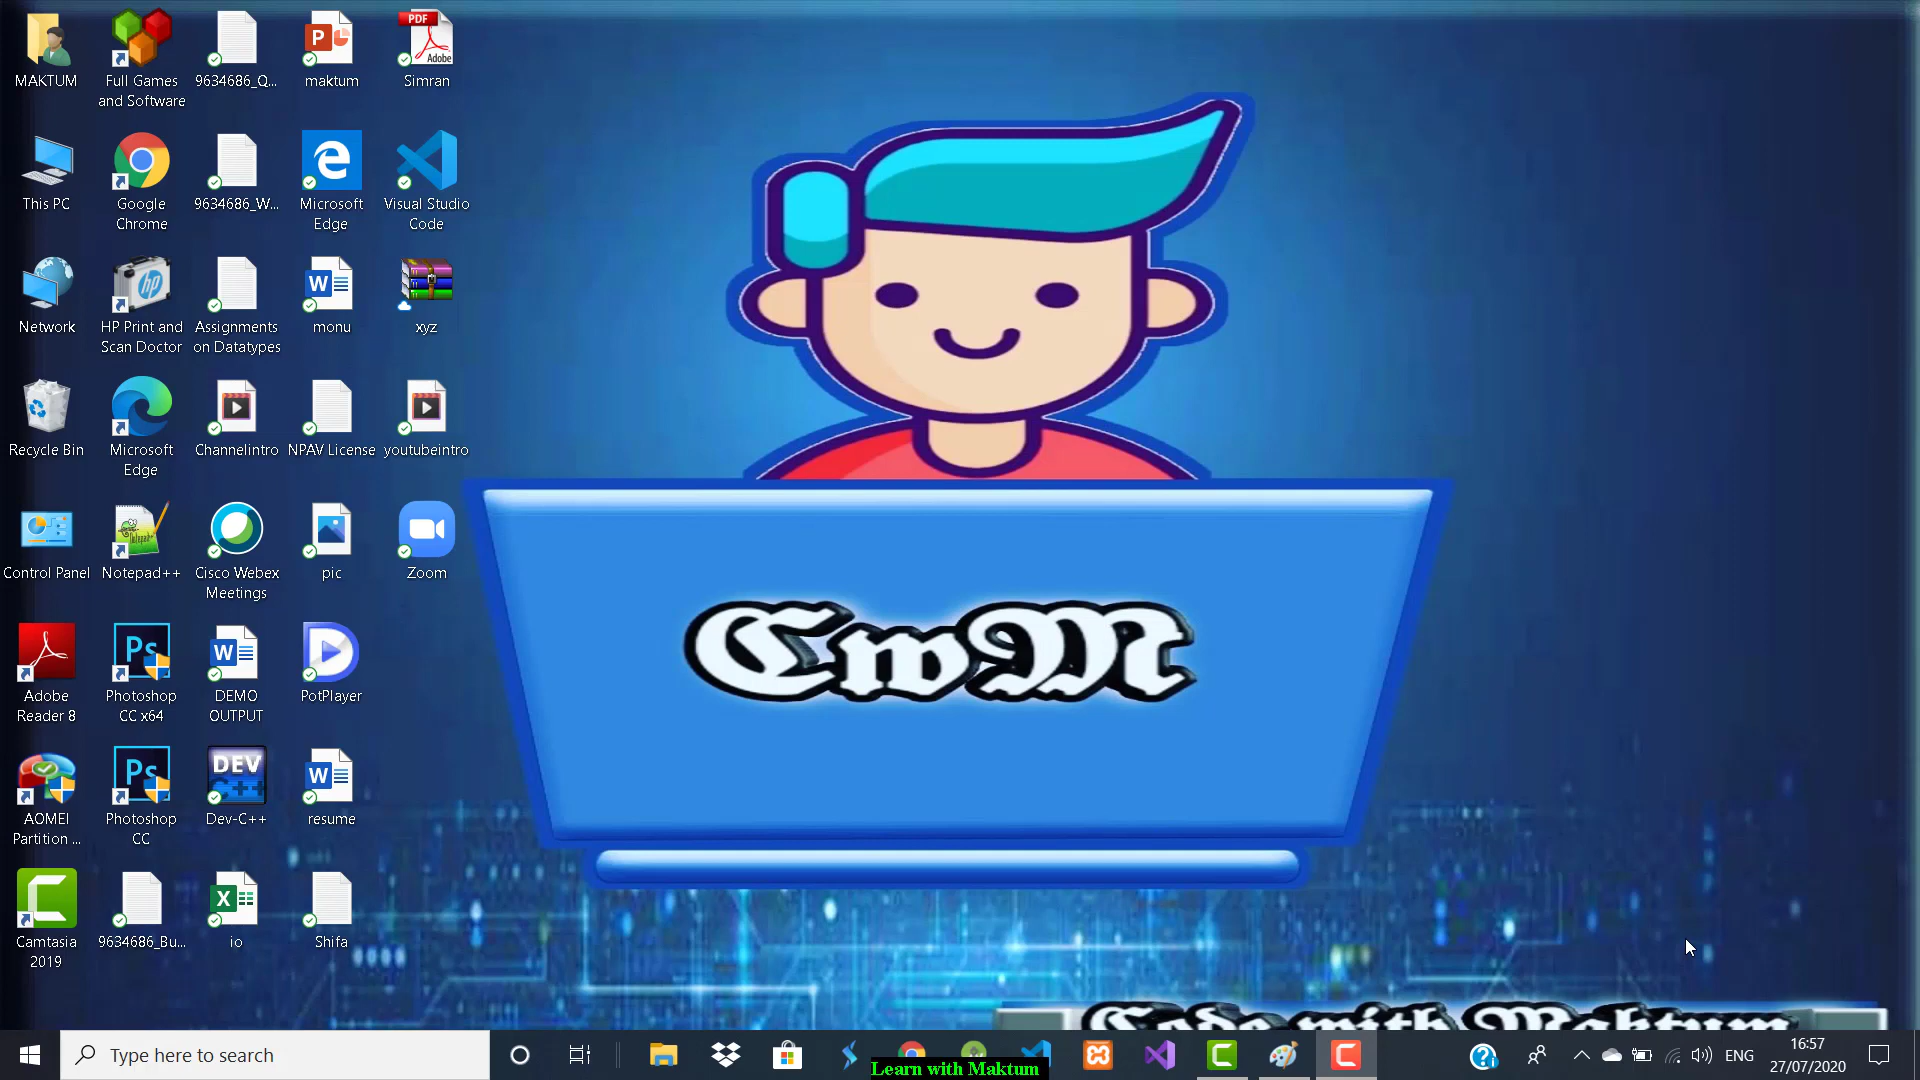 MAKTUM
Full Games
and Software
9634686_Q...
maktum
PDF
Adobe
Simran
This PC
Google
Chrome
9634686_W...
Microsoft
Edge
Visual Studio
Code
Network
HP Print and
Scan Doctor
Assignments
on Datatypes
monu
xyz
Recycle Bin
Microsoft
Edge
Channelintro
NPAV License
youtubeintro
Control Panel
Notepad++
Cisco Webex
Meetings
pic
Zoom
Adobe
Reader 8
Photoshop
CC x64
DEMO
OUTPUT
PotPlayer
AOMEI
Partition ...
Photoshop
CC
DEV
C++
Dev-C++
resume
Camtasia
2019
9634686_Bu...
io
Shifa
CwM
Code with Maktum
Type here to search
Learn with Maktum
ENG
16:57
27/07/2020